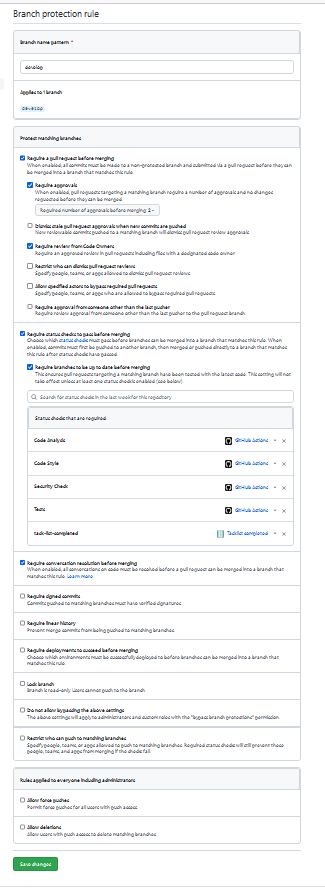 Branch protection rule
Branch name pattern *
develop
Applies to 1 branch
develop
Protect matching branches
Require a pull request before merging
When enabled, all commits must be made to a non-protected branch and submitted via a pull request before they can
be merged into a branch that matches this rule.
Require approvals
When enabled, pull requests targeting a matching branch require a number of approvals and no changes
requested before they can be merged.
Required number of approvals before merging: 2
Dismiss stale pull request approvals when new commits are pushed
New reviewable commits pushed to a matching branch will dismiss pull request review approvals.
Require review from Code Owners
Require an approved review in pull requests including files with a designated code owner.
Restrict who can dismiss pull request reviews
Specify people, teams, or apps allowed to dismiss pull request reviews.
Allow specified actors to bypass required pull requests
Specify people, teams, or apps who are allowed to bypass required pull requests.
Require approval from someone other than the last pusher
Require review approval from someone other than the last pusher to the pull request branch.
Require status checks to pass before merging
Choose which status checks must pass before branches can be merged into a branch that matches this rule. When
enabled, commits must first be pushed to another branch, then merged or pushed directly to a branch that matches
this rule after status checks have passed.
Require branches to be up to date before merging
This ensures pull requests targeting a matching branch have been tested with the latest code. This setting will not
take effect unless at least one status check is enabled (see below).
Search for status checks in the last week for this repository
Status checks that are required.
Code Analysis GitHub Actions
Code Style GitHub Actions
Security Check GitHub Actions
Tests GitHub Actions
task-list-completed Tasklist completed
Require conversation resolution before merging
When enabled, all conversations on code must be resolved before a pull request can be merged into a branch that
matches this rule. Learn more.
Require signed commits
Commits pushed to matching branches must have verified signatures.
Require linear history
Prevent merge commits from being pushed to matching branches.
Require deployments to succeed before merging
Choose which environments must be successfully deployed to before branches can be merged into a branch that
matches this rule.
Lock branch
Branch is read-only. Users cannot push to the branch.
Do not allow bypassing the above settings
The above settings will apply to administrators and custom roles with the "bypass branch protections" permission.
Restrict who can push to matching branches
Specify people, teams, or apps allowed to push to matching branches. Required status checks will still prevent these
people, teams, and apps from merging if the checks fail.
Rules applied to everyone including administrators
Allow force pushes
Permit force pushes for all users with push access.
Allow deletions
Allow users with push access to delete matching branches.
Save changes